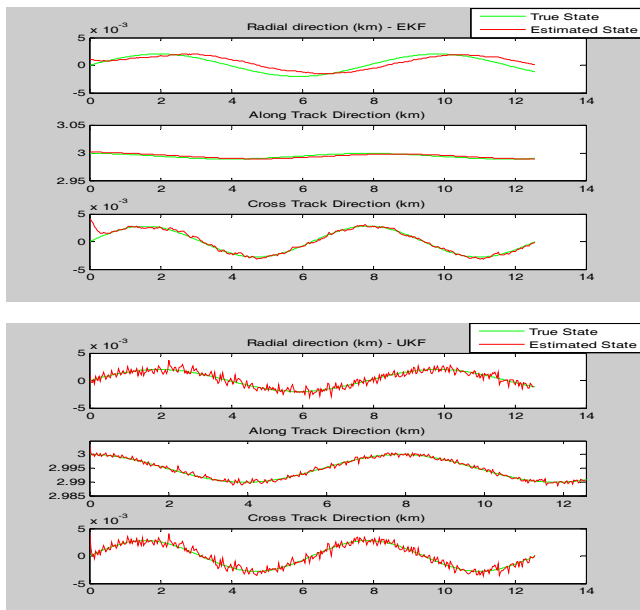 True State
Estimated State
x 10⁻³
Radial direction (km) - EKF
5
0
-5
0 2 4 6 8 10 12 14
Along Track Direction (km)
3.05
3
2.95
0 2 4 6 8 10 12 14
x 10⁻³
Cross Track Direction (km)
5
0
-5
0 2 4 6 8 10 12 14
True State
Estimated State
x 10⁻³
Radial direction (km) - UKF
5
0
-5
0 2 4 6 8 10 12 14
Along Track Direction (km)
3
2.995
2.99
2.985
0 2 4 6 8 10 12
x 10⁻³
Cross Track Direction (km)
5
0
-5
0 2 4 6 8 10 12 14